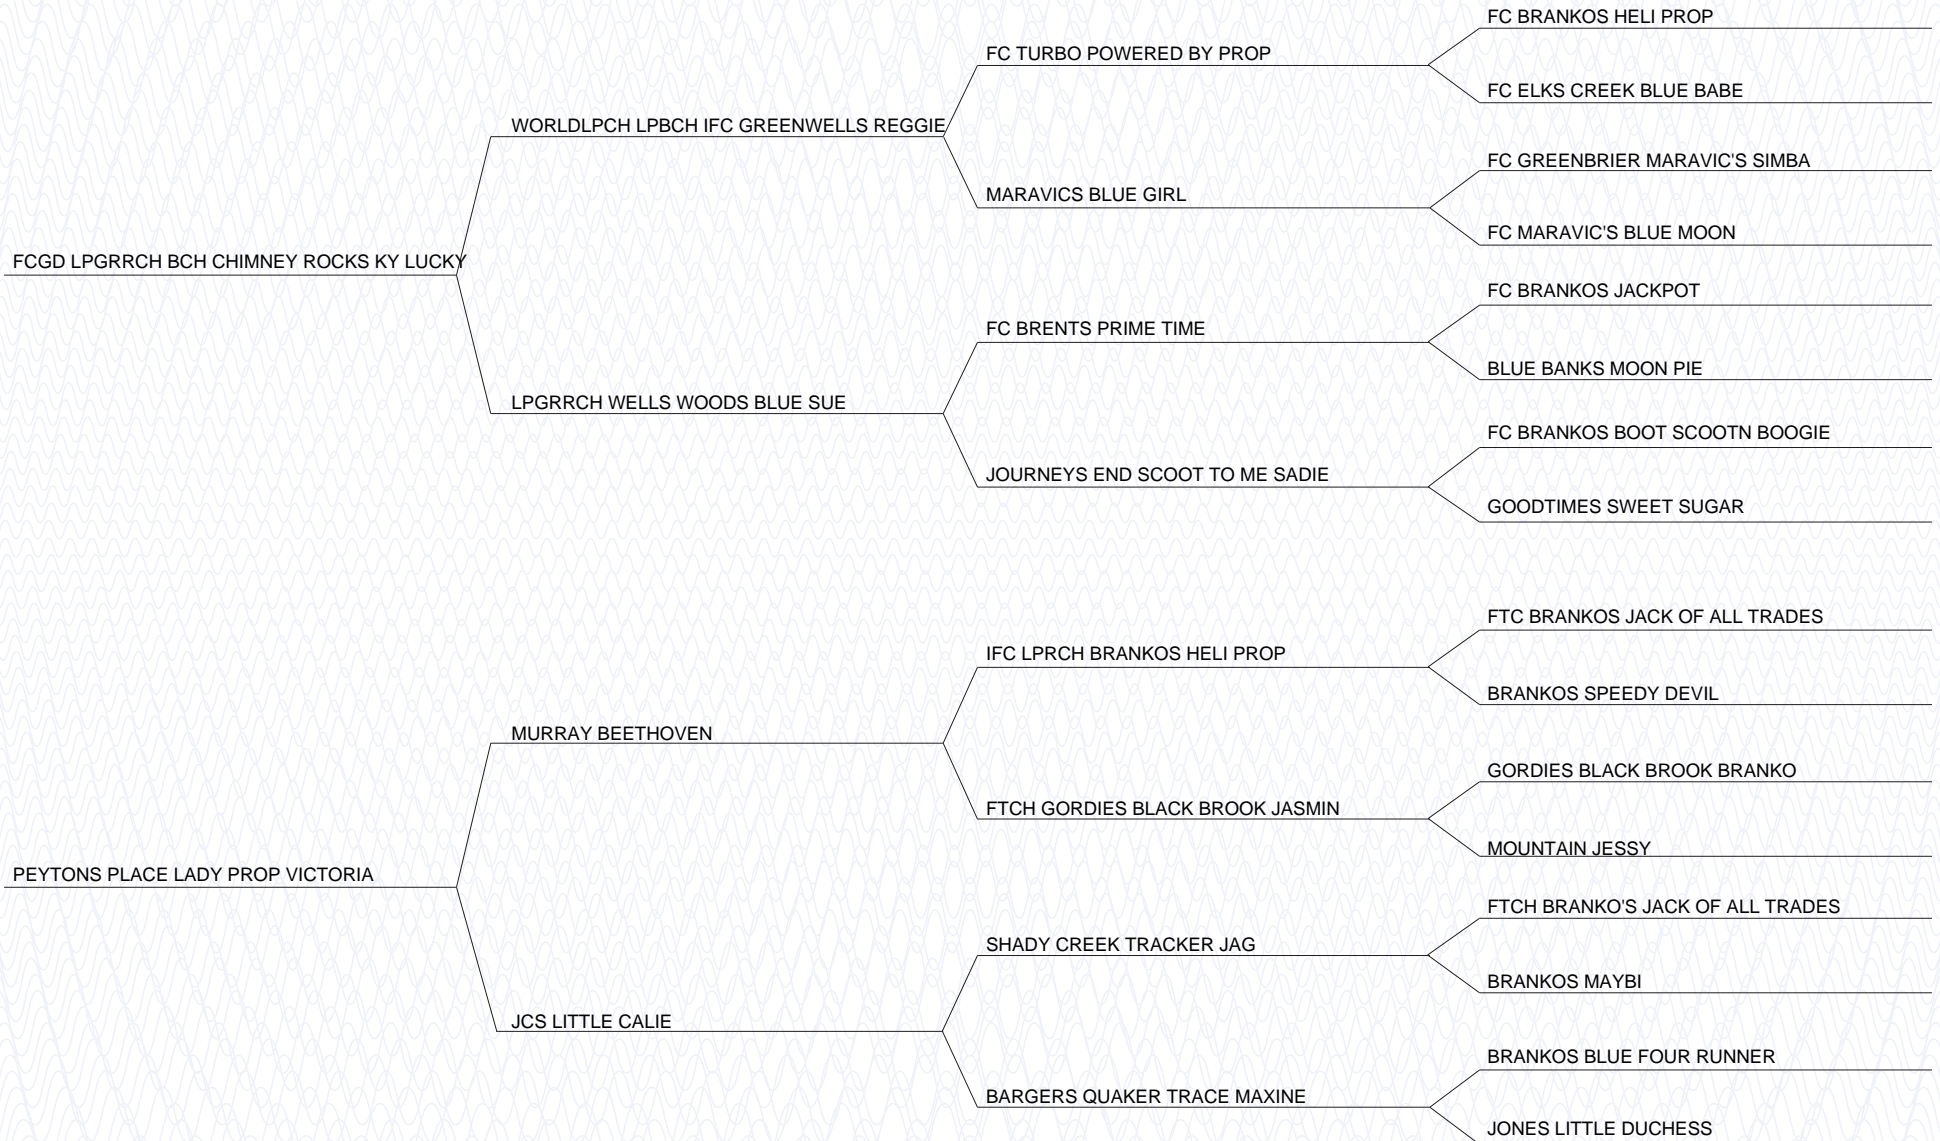 FC BRANKOS HELI PROP
FC TURBO POWERED BY PROP
FC ELKS CREEK BLUE BABE
WORLDLPCH LPBCH IFC GREENWELLS REGGIE
FC GREENBRIER MARAVIC'S SIMBA
MARAVICS BLUE GIRL
FC MARAVIC'S BLUE MOON
FCGD LPGRRCH BCH CHIMNEY ROCKS KY LUCKY
FC BRANKOS JACKPOT
FC BRENTS PRIME TIME
BLUE BANKS MOON PIE
LPGRRCH WELLS WOODS BLUE SUE
FC BRANKOS BOOT SCOOTN BOOGIE
JOURNEYS END SCOOT TO ME SADIE
GOODTIMES SWEET SUGAR
FTC BRANKOS JACK OF ALL TRADES
IFC LPRCH BRANKOS HELI PROP
BRANKOS SPEEDY DEVIL
MURRAY BEETHOVEN
GORDIES BLACK BROOK BRANKO
FTCH GORDIES BLACK BROOK JASMIN
MOUNTAIN JESSY
PEYTONS PLACE LADY PROP VICTORIA
FTCH BRANKO'S JACK OF ALL TRADES
SHADY CREEK TRACKER JAG
BRANKOS MAYBI
JCS LITTLE CALIE
BRANKOS BLUE FOUR RUNNER
BARGERS QUAKER TRACE MAXINE
JONES LITTLE DUCHESS